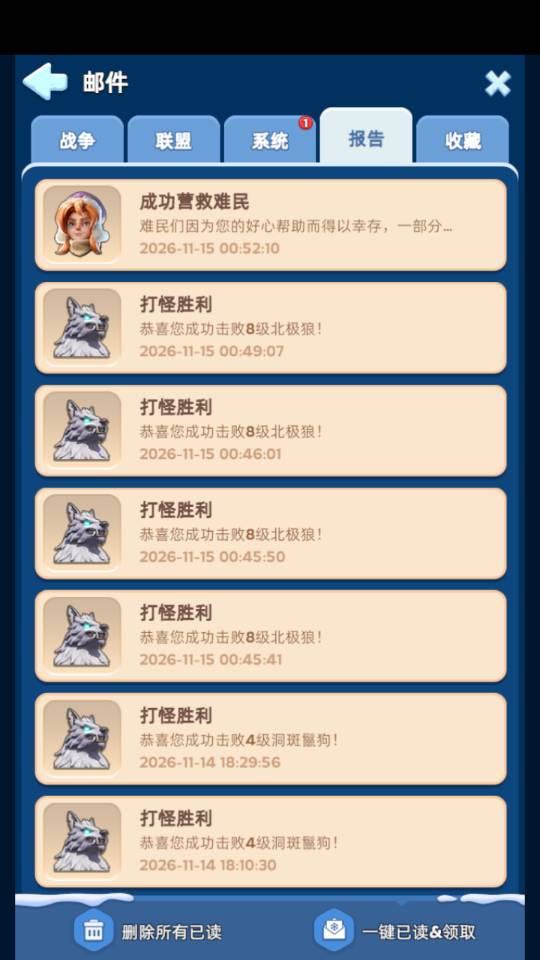 邮件
战争
联盟
系统
1
报告
收藏
成功营救难民
难民们因为您的好心帮助而得以幸存，一部分...
2026-11-15 00:52:10
打怪胜利
恭喜您成功击败8级北极狼！
2026-11-15 00:49:07
打怪胜利
恭喜您成功击败8级北极狼！
2026-11-15 00:46:01
打怪胜利
恭喜您成功击败8级北极狼！
2026-11-15 00:45:50
打怪胜利
恭喜您成功击败8级北极狼！
2026-11-15 00:45:41
打怪胜利
恭喜您成功击败4级洞斑鬣狗！
2026-11-14 18:29:56
打怪胜利
恭喜您成功击败4级洞斑鬣狗！
2026-11-14 18:10:30
删除所有已读
一键已读&领取